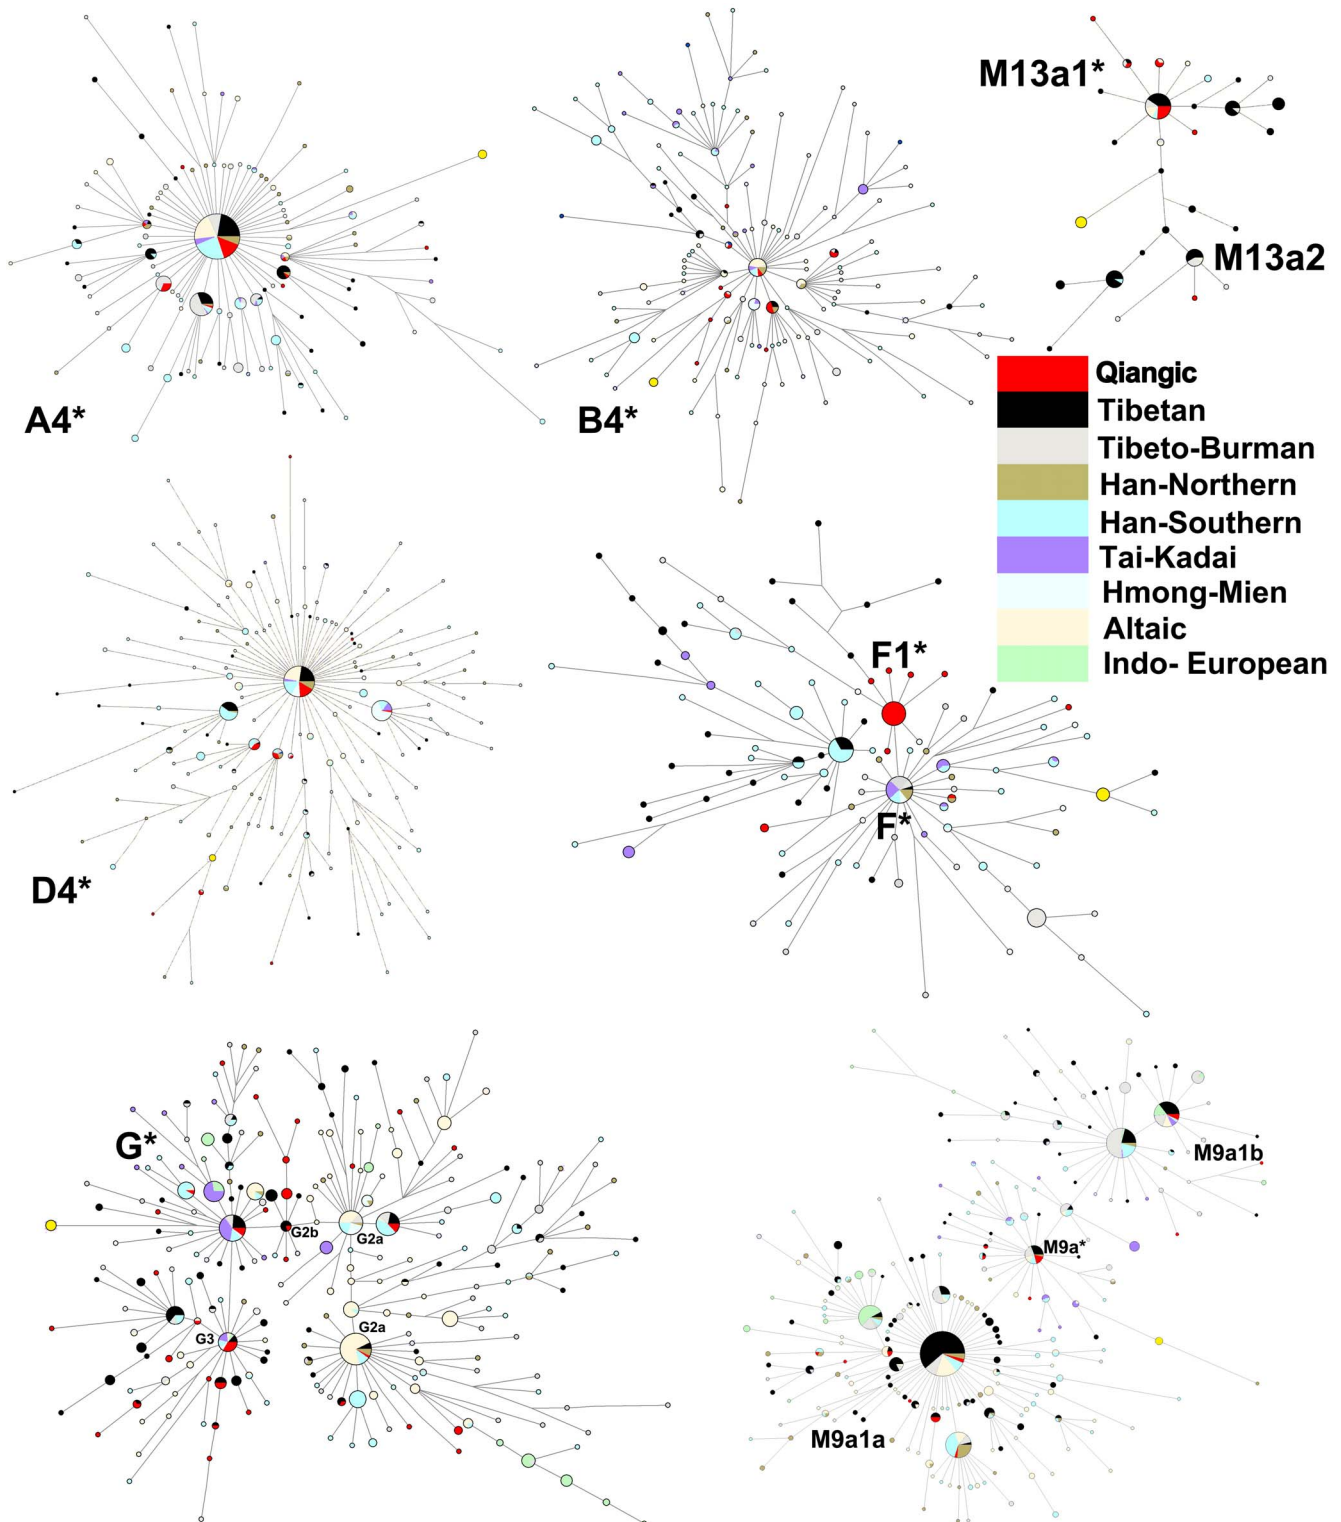 M13a1*
M13a2
A4*
B4*
Qiangic
Tibetan
Tibeto-Burman
Han-Northern
Han-Southern
Tai-Kadai
Hmong-Mien
Altaic
Indo- European
F1*
F*
D4*
G*
G2b
G2a
G3
G2a
M9a1b
M9a*
M9a1a